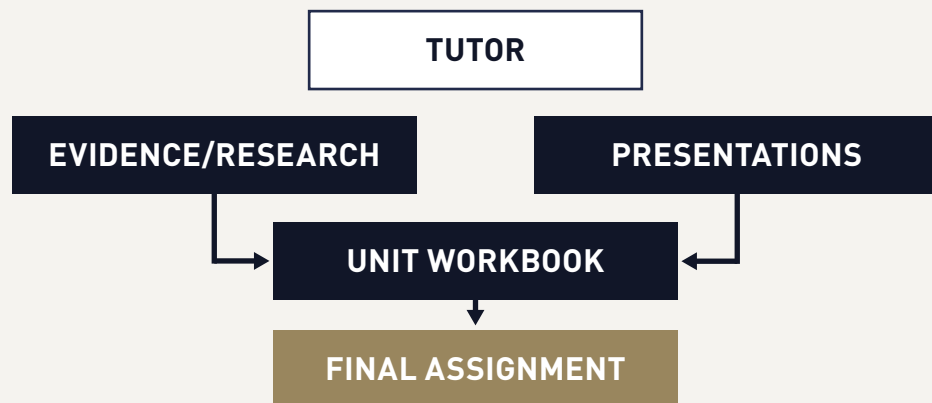 TUTOR
EVIDENCE/RESEARCH
PRESENTATIONS
UNIT WORKBOOK
FINAL ASSIGNMENT